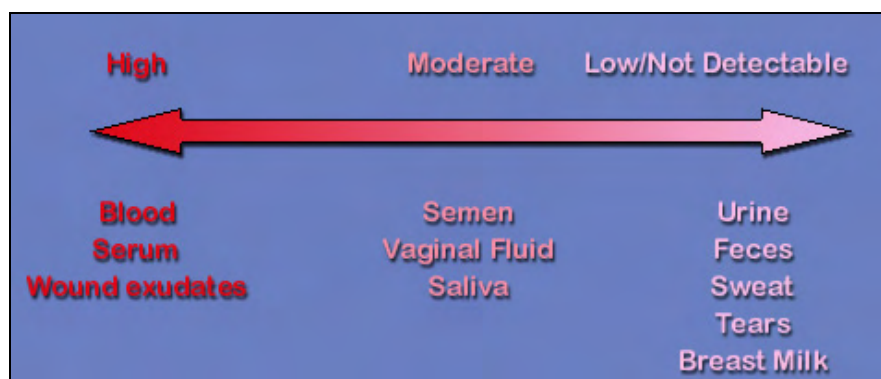 High Moderate Low/Not Detectable
Blood Semen Urine
Serum Vaginal Fluid Feces
Wound exudates Saliva Sweat
Tears
Breast Milk